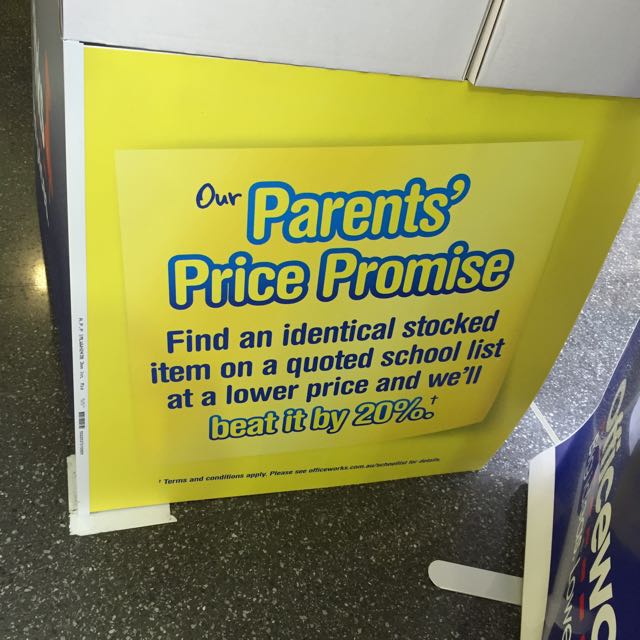 Our Parents'
Price Promise
Find an identical stocked
item on a quoted school list
at a lower price and we'll
beat it by 20%.†
† Terms and conditions apply. Please see officeworks.com.au/schoollist for details.
Officew